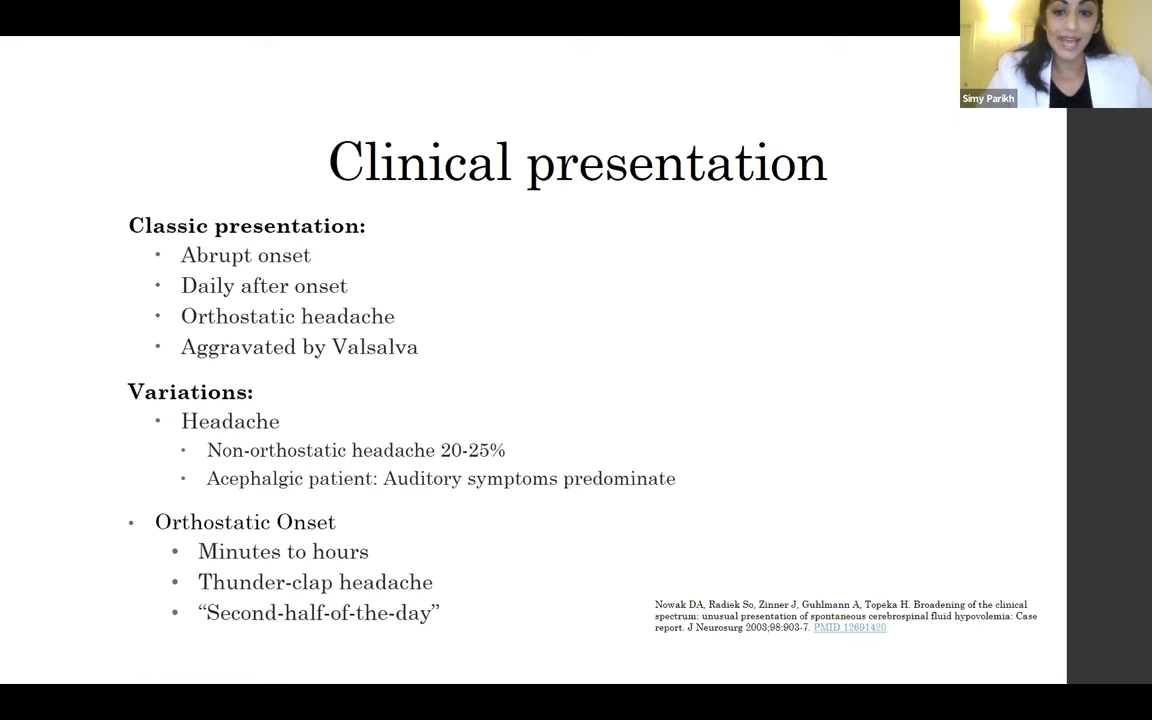 Simy Parikh
Clinical presentation
Classic presentation:
• Abrupt onset
• Daily after onset
• Orthostatic headache
• Aggravated by Valsalva
Variations:
• Headache
• Non-orthostatic headache 20-25%
• Acephalgic patient: Auditory symptoms predominate
• Orthostatic Onset
• Minutes to hours
• Thunder-clap headache
• “Second-half-of-the-day”
Nowak DA, Radiek So, Zinner J, Guhlmann A, Topeka H. Broadening of the clinical
spectrum: unusual presentation of spontaneous cerebrospinal fluid hypovolemia: Case
report. J Neurosurg 2003;98:903-7. PMID 12691420